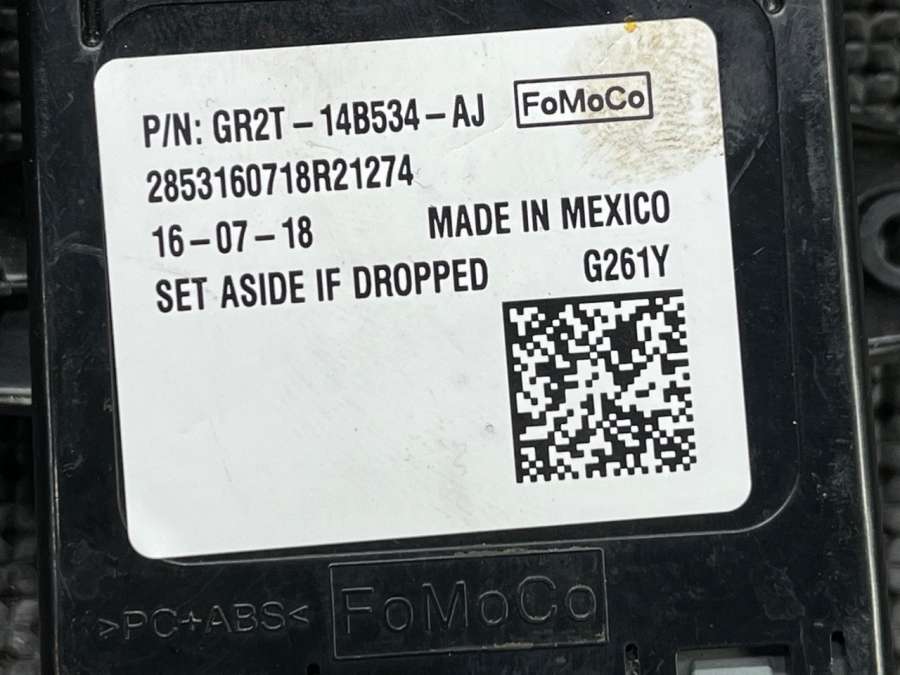 P/N: GR2T-14B534-AJ FoMoCo
2853160718R21274
16-07-18 MADE IN MEXICO
SET ASIDE IF DROPPED G261Y
>PC+ABS< FoMoCo